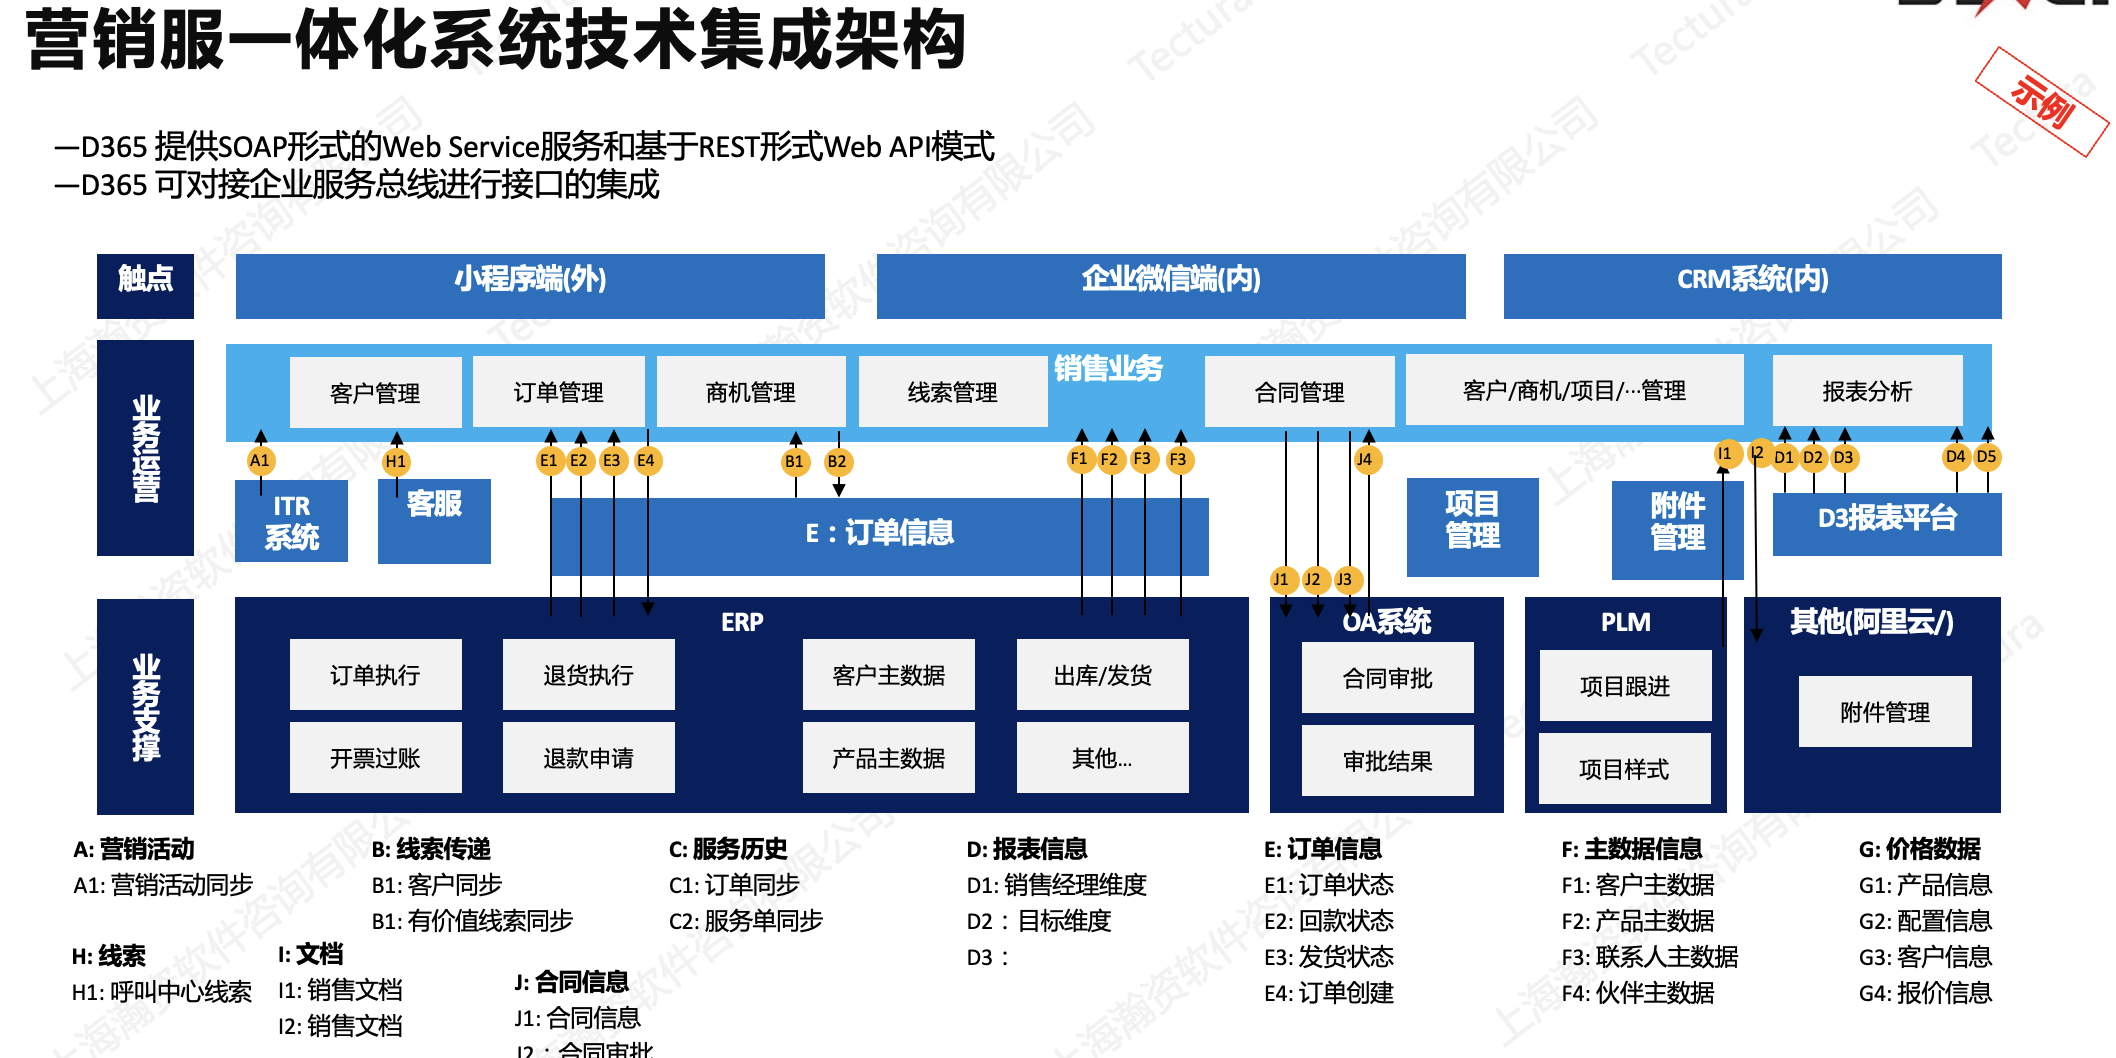 营销服一体化系统技术集成架构
示例
—D365 提供SOAP形式的Web Service服务和基于REST形式Web API模式
—D365 可对接企业服务总线进行接口的集成
触点
小程序端(外)
企业微信端(内)
CRM系统(内)
业务运营
销售业务
客户管理
订单管理
商机管理
线索管理
合同管理
客户/商机/项目/…管理
报表分析
A1
H1
E1
E2
E3
E4
B1
B2
F1
F2
F3
F3
J4
I1
I2
D1
D2
D3
D4
D5
ITR
系统
客服
E：订单信息
项目
管理
附件
管理
D3报表平台
J1
J2
J3
业务支撑
ERP
OA系统
PLM
其他(阿里云/)
订单执行
退货执行
客户主数据
出库/发货
合同审批
项目跟进
附件管理
开票过账
退款申请
产品主数据
其他...
审批结果
项目样式
A: 营销活动
A1: 营销活动同步
B: 线索传递
B1: 客户同步
B1: 有价值线索同步
C: 服务历史
C1: 订单同步
C2: 服务单同步
D: 报表信息
D1: 销售经理维度
D2：目标维度
D3：
E: 订单信息
E1: 订单状态
E2: 回款状态
E3: 发货状态
E4: 订单创建
F: 主数据信息
F1: 客户主数据
F2: 产品主数据
F3: 联系人主数据
F4: 伙伴主数据
G: 价格数据
G1: 产品信息
G2: 配置信息
G3: 客户信息
G4: 报价信息
H: 线索
H1: 呼叫中心线索
I: 文档
I1: 销售文档
I2: 销售文档
J: 合同信息
J1: 合同信息
J2：合同审批
上海瀚资软件咨询有限公司
Tectura